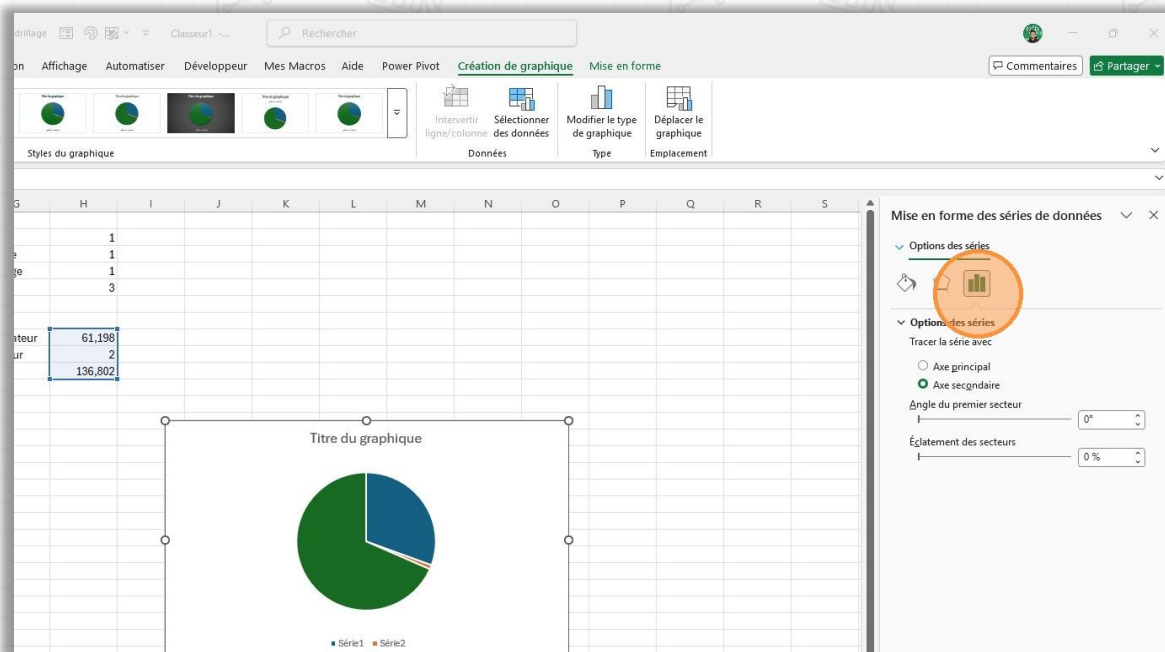 drillage Classeur1 -... Rechercher
on Affichage Automatiser Développeur Mes Macros Aide Power Pivot Création de graphique Mise en forme Commentaires Partager
Intervertir Sélectionner Modifier le type Déplacer le
ligne/colonne des données de graphique graphique
Styles du graphique Données Type Emplacement
G H I J K L M N O P Q R S
Mise en forme des séries de données
1
Options des séries
e 1
ge 1
3
Options des séries
ateur 61,198
Tracer la série avec
ur 2
Axe principal
136,802
Axe secondaire
Angle du premier secteur
0°
Titre du graphique
Éclatement des secteurs
0 %
Série1 Série2